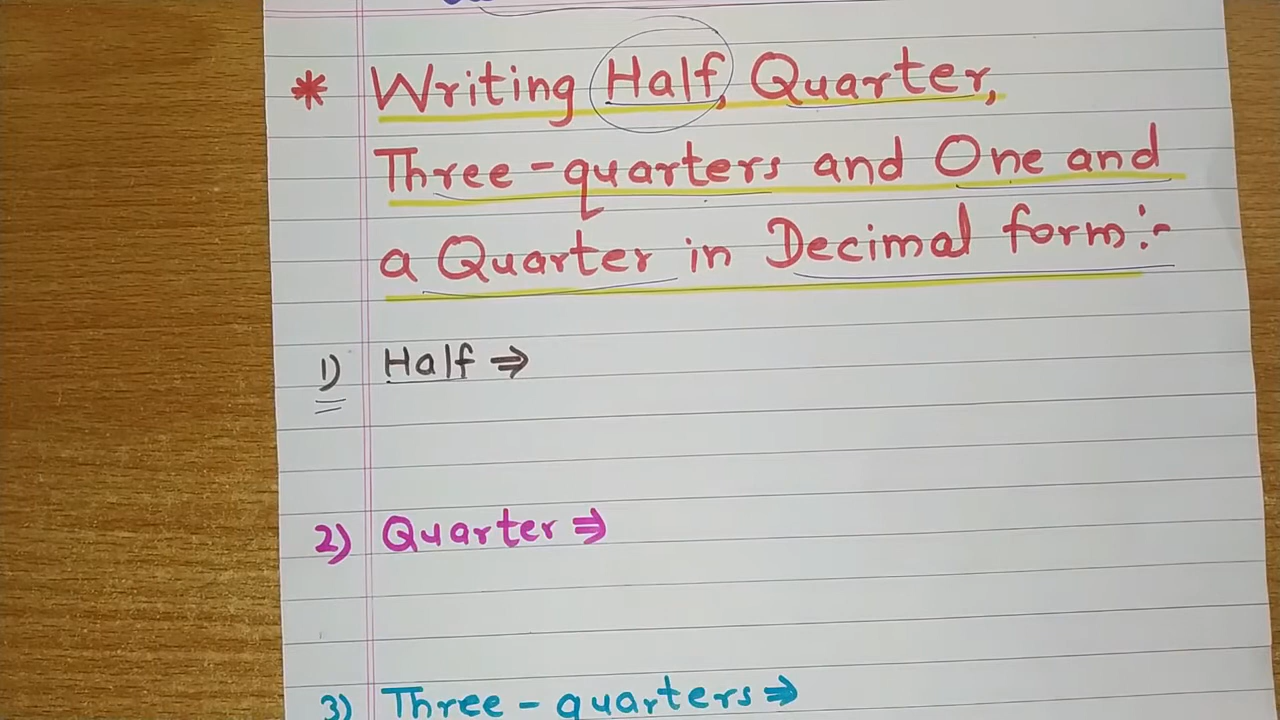 * Writing Half, Quarter,
Three-quarters and One and
a Quarter in Decimal form:-
1) Half ⇒
2) Quarter ⇒
3) Three-quarters ⇒